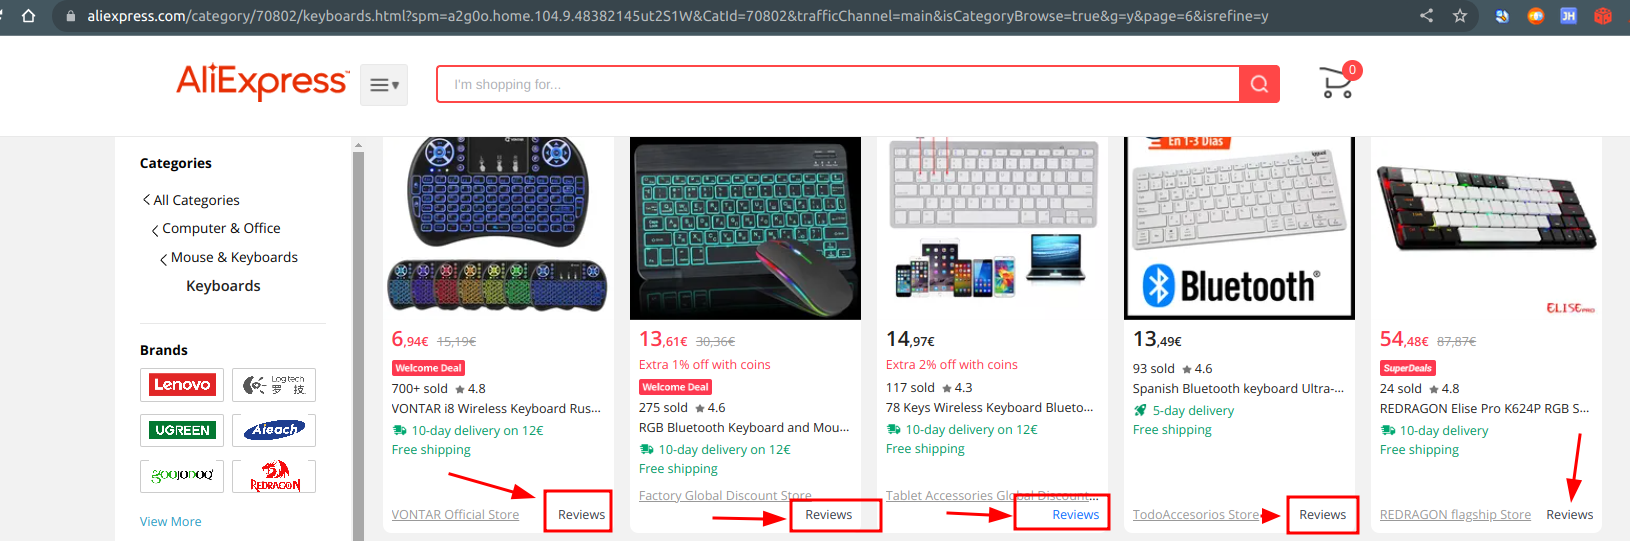 aliexpress.com/category/70802/keyboards.html?spm=a2g0o.home.104.9.48382145ut2S1W&CatId=70802&trafficChannel=main&isCategoryBrowse=true&g=y&page=6&isrefine=y
JH
AliExpress
I'm shopping for...
0
Categories
All Categories
Computer & Office
Mouse & Keyboards
Keyboards
Brands
Lenovo
Logitech
罗 技
UGREEN
Ajeach
goojodoq
REDRAGON
View More
6,94€ 15,19€
Welcome Deal
700+ sold ★ 4.8
VONTAR i8 Wireless Keyboard Rus...
10-day delivery on 12€
Free shipping
VONTAR Official Store
Reviews
13,61€ 30,36€
Extra 1% off with coins
Welcome Deal
275 sold ★ 4.6
RGB Bluetooth Keyboard and Mou...
10-day delivery on 12€
Free shipping
Factory Global Discount Store
Reviews
14,97€
Extra 2% off with coins
117 sold ★ 4.3
78 Keys Wireless Keyboard Blueto...
10-day delivery on 12€
Free shipping
Tablet Accessories Global Discount...
Reviews
En 1-3 Días
Bluetooth®
13,49€
93 sold ★ 4.6
Spanish Bluetooth keyboard Ultra-...
5-day delivery
Free shipping
TodoAccesorios Store
Reviews
ELISE PRO
54,48€ 87,87€
SuperDeals
24 sold ★ 4.8
REDRAGON Elise Pro K624P RGB S...
10-day delivery
Free shipping
REDRAGON flagship Store
Reviews